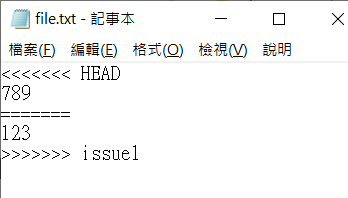 file.txt - 記事本
檔案(F) 編輯(E) 格式(O) 檢視(V) 說明
<<<<<<< HEAD
789
=======
123
>>>>>>> issue1